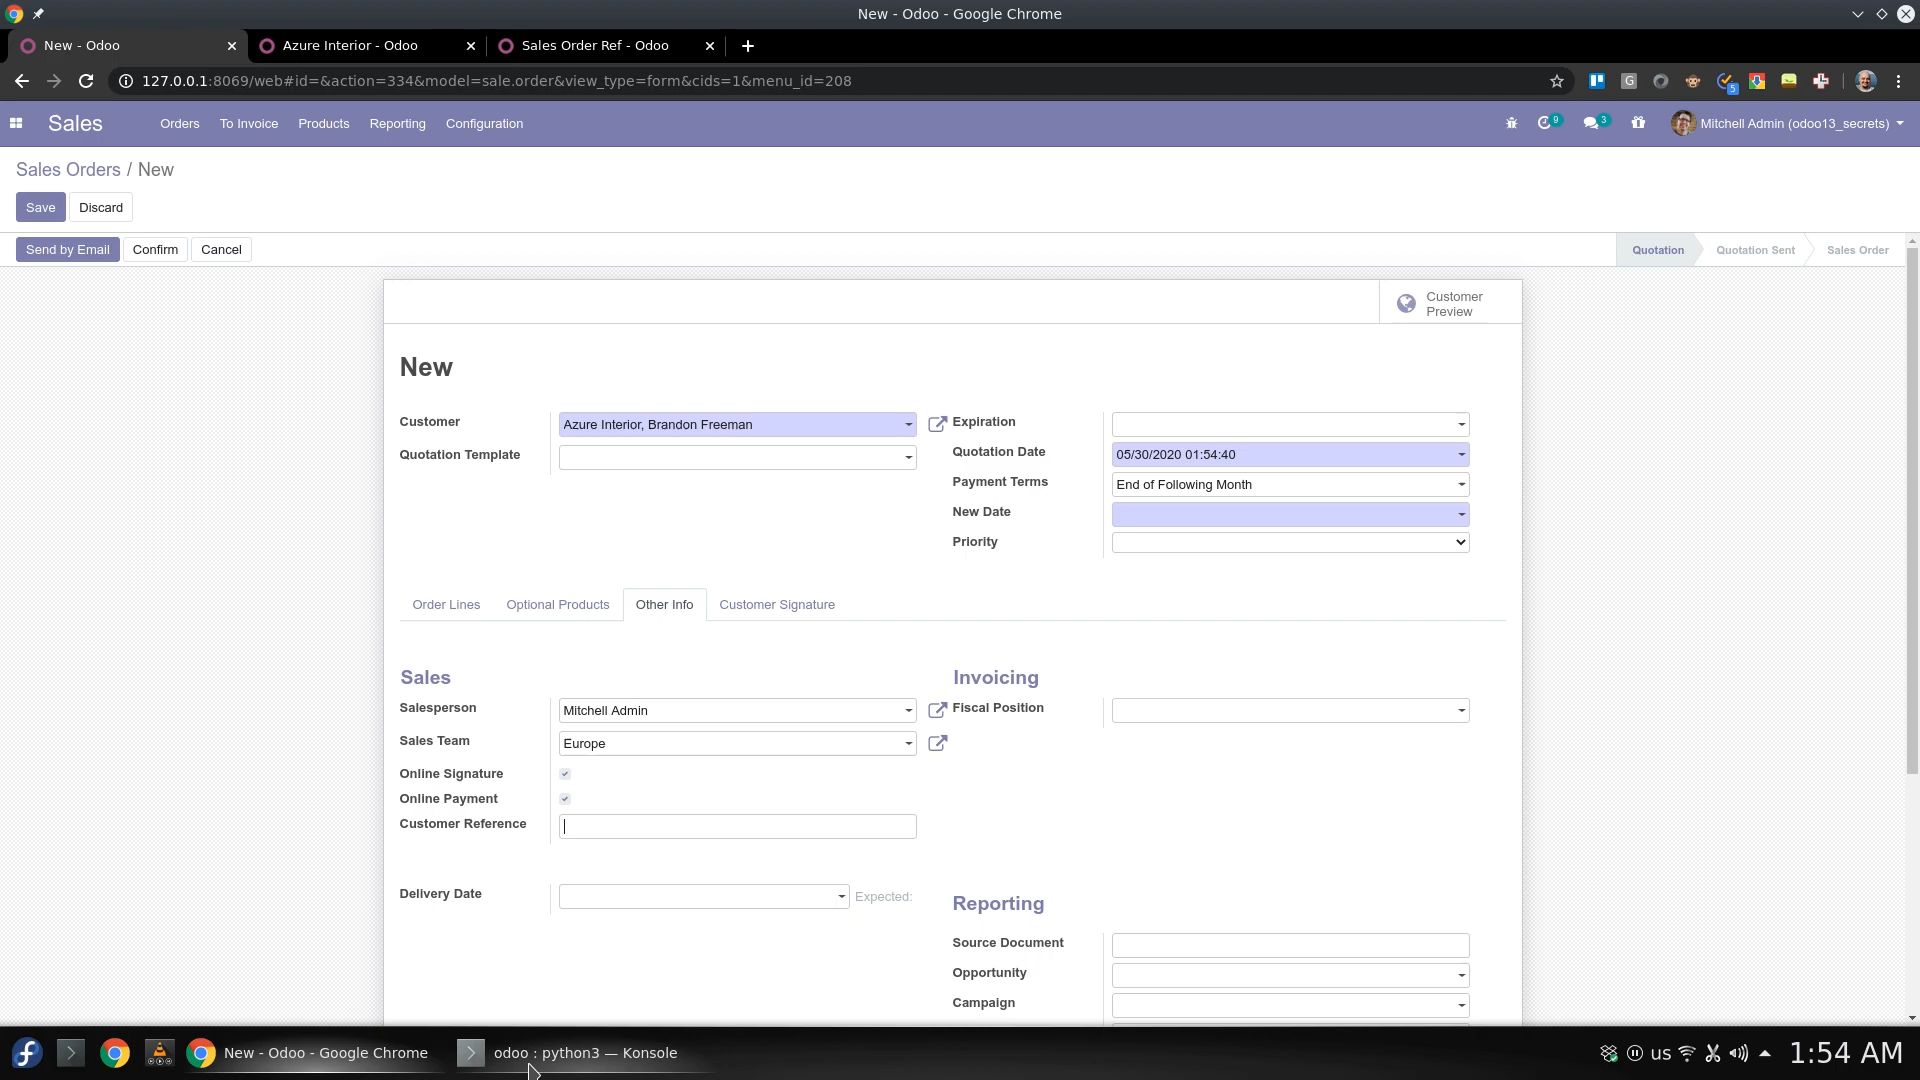 New - Odoo - Google Chrome
New - Odoo
Azure Interior - Odoo
Sales Order Ref - Odoo
127.0.0.1:8069/web#id=&action=334&model=sale.order&view_type=form&cids=1&menu_id=208
G
5
Sales
Orders
To Invoice
Products
Reporting
Configuration
9
3
Mitchell Admin (odoo13_secrets)
Sales Orders / New
Save
Discard
Send by Email
Confirm
Cancel
Quotation
Quotation Sent
Sales Order
Customer
Preview
New
Customer
Azure Interior, Brandon Freeman
Quotation Template
Expiration
Quotation Date
05/30/2020 01:54:40
Payment Terms
End of Following Month
New Date
Priority
Order Lines
Optional Products
Other Info
Customer Signature
Sales
Salesperson
Mitchell Admin
Sales Team
Europe
Online Signature
Online Payment
Customer Reference
Delivery Date
Expected:
Invoicing
Fiscal Position
Reporting
Source Document
Opportunity
Campaign
New - Odoo - Google Chrome
odoo : python3 — Konsole
us
1:54 AM